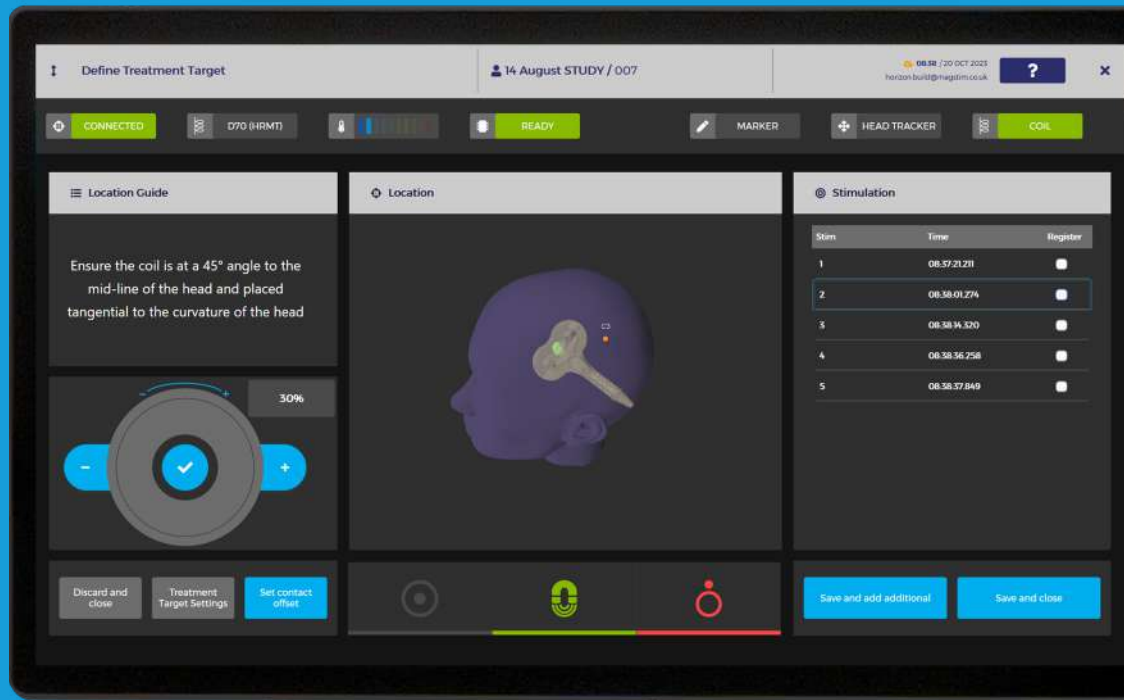 Define Treatment Target
14 August STUDY / 007
08.38 / 20 OCT 2023
horizon.build@magstim.co.uk
?
CONNECTED
D70 (HRMT)
READY
MARKER
HEAD TRACKER
COIL
Location Guide
Ensure the coil is at a 45° angle to the
mid-line of the head and placed
tangential to the curvature of the head
30%
Discard and
close
Treatment
Target Settings
Set contact
offset
Location
C3
Stimulation
Stim Time Register
1 08.37.21.211
2 08.38.01.274
3 08.38.14.320
4 08.38.36.258
5 08.38.37.849
Save and add additional
Save and close